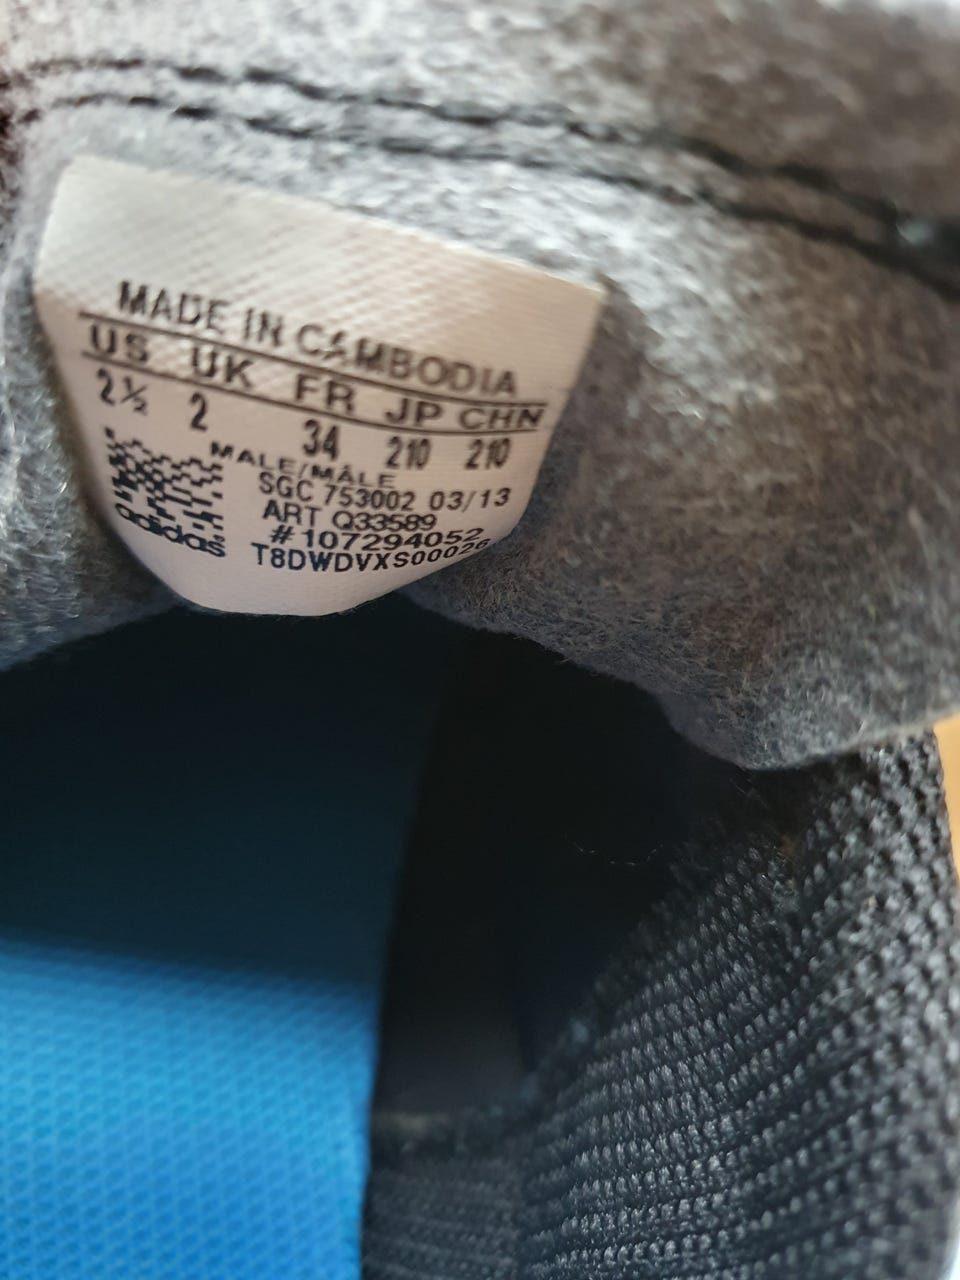 MADE IN CAMBODIA
US UK FR JP CHN
2½ 2 34 210 210
MALE/MÂLE
SGC 753002 03/13
ART Q33589
#107294052
T8DWDVXS00026
adidas